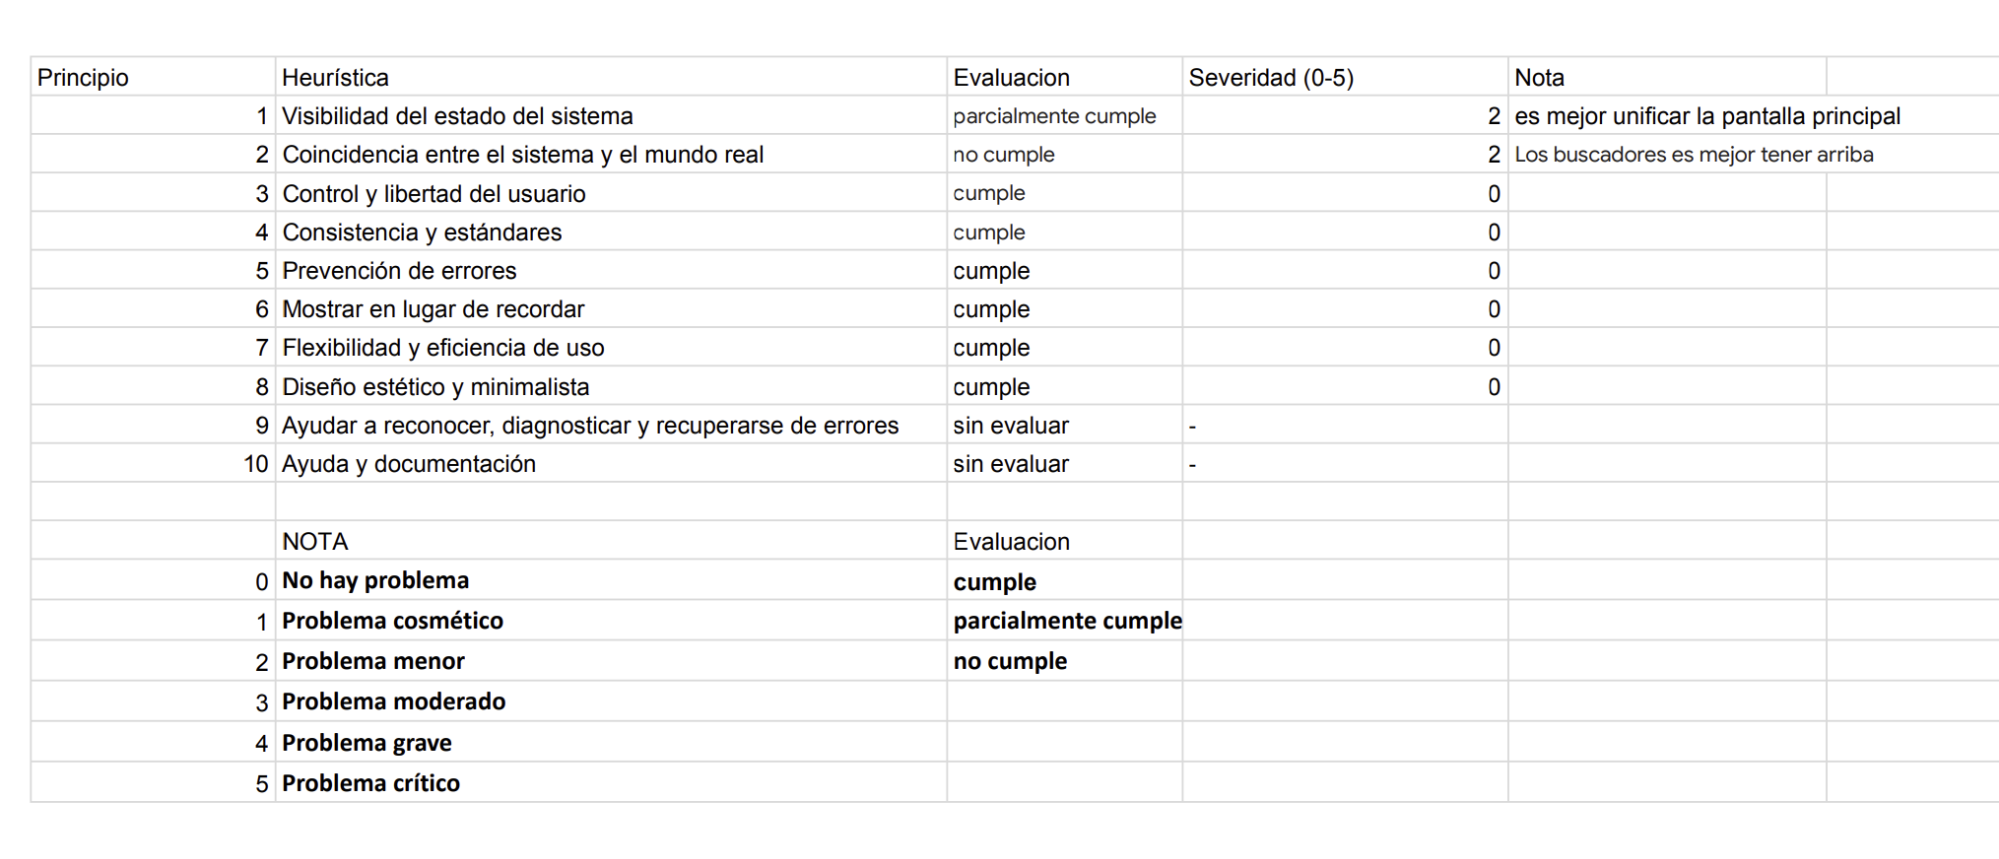 Principio Heurística Evaluacion Severidad (0-5) Nota
1 Visibilidad del estado del sistema parcialmente cumple 2 es mejor unificar la pantalla principal
2 Coincidencia entre el sistema y el mundo real no cumple 2 Los buscadores es mejor tener arriba
3 Control y libertad del usuario cumple 0
4 Consistencia y estándares cumple 0
5 Prevención de errores cumple 0
6 Mostrar en lugar de recordar cumple 0
7 Flexibilidad y eficiencia de uso cumple 0
8 Diseño estético y minimalista cumple 0
9 Ayudar a reconocer, diagnosticar y recuperarse de errores sin evaluar -
10 Ayuda y documentación sin evaluar -
NOTA Evaluacion
0 No hay problema cumple
1 Problema cosmético parcialmente cumple
2 Problema menor no cumple
3 Problema moderado
4 Problema grave
5 Problema crítico